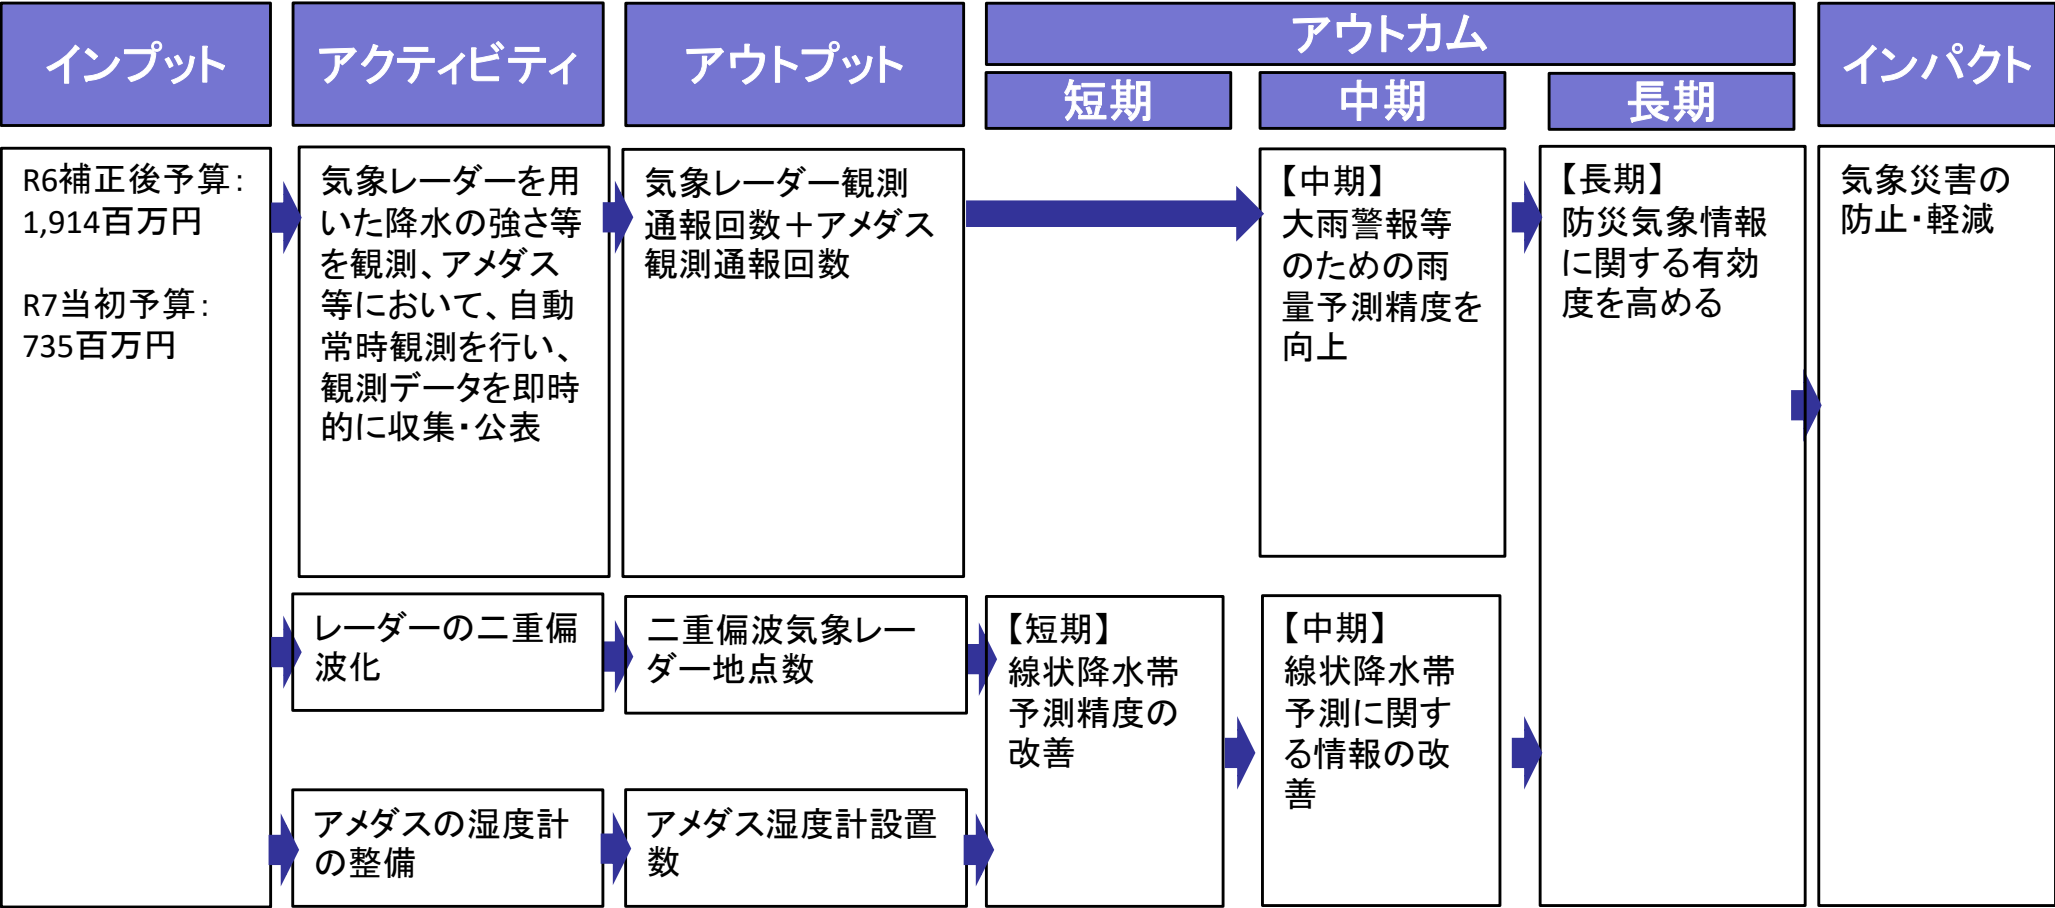 インプット
アクティビティ
アウトプット
アウトカム
短期
中期
長期
インパクト
R6補正後予算：
1,914百万円
R7当初予算：
735百万円
気象レーダーを用
いた降水の強さ等
を観測、アメダス
等において、自動
常時観測を行い、
観測データを即時
的に収集・公表
気象レーダー観測
通報回数＋アメダス
観測通報回数
【中期】
大雨警報等
のための雨
量予測精度を
向上
【長期】
防災気象情報
に関する有効
度を高める
気象災害の
防止・軽減
レーダーの二重偏
波化
二重偏波気象レー
ダー地点数
【短期】
線状降水帯
予測精度の
改善
【中期】
線状降水帯
予測に関す
る情報の改
善
アメダスの湿度計
の整備
アメダス湿度計設置
数